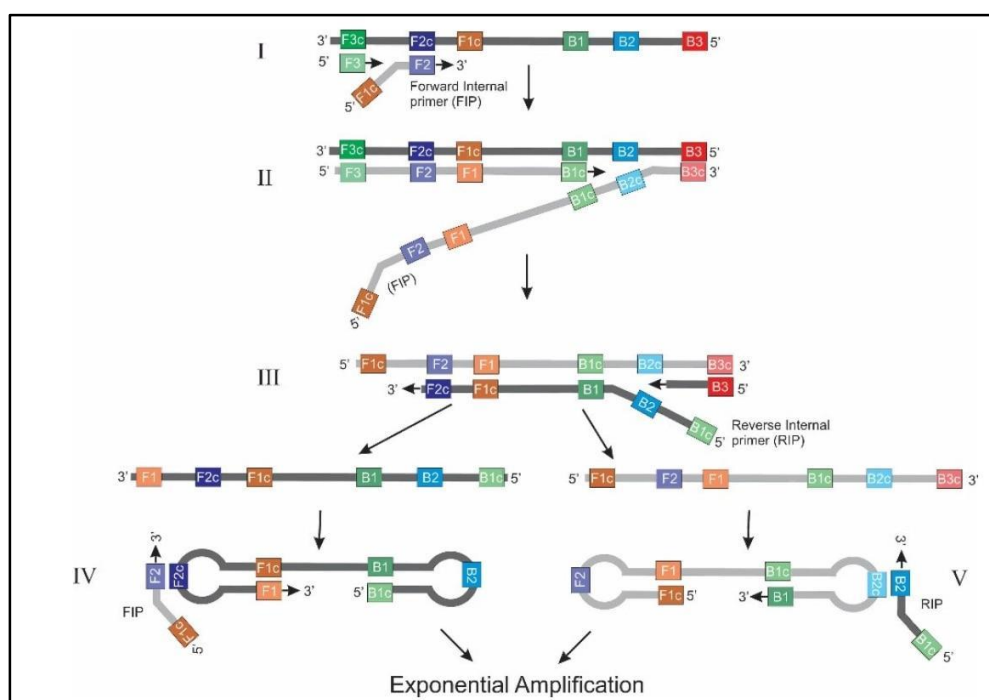 3' F3c F2c F1c B1 B2 B3 5'
I
5' F3 F2 3'
5' F1c
Forward Internal
primer (FIP)
3' F3c F2c F1c B1 B2 B3 5'
5' F3 F2 F1 B1c B3c 3'
II
B1c B2c
F2 F1
5' F1c (FIP)
5' F1c F2 F1 B1c B2c B3c 3'
III
3' F2c F1c B1 B3 5'
B2
B1c 5'
Reverse Internal
primer (RIP)
3' F1 F2c F1c B1 B2 B1c 5'
5' F1c F2 F1 B1c B2c B3c 3'
IV
3'
F2 F2c F1c B1 B2
F1 3' 5' B1c
FIP
F1c 5'
V
3'
F2 F1 B1c B2c B2
F1c 5' 3' B1
RIP
B1c 5'
Exponential Amplification